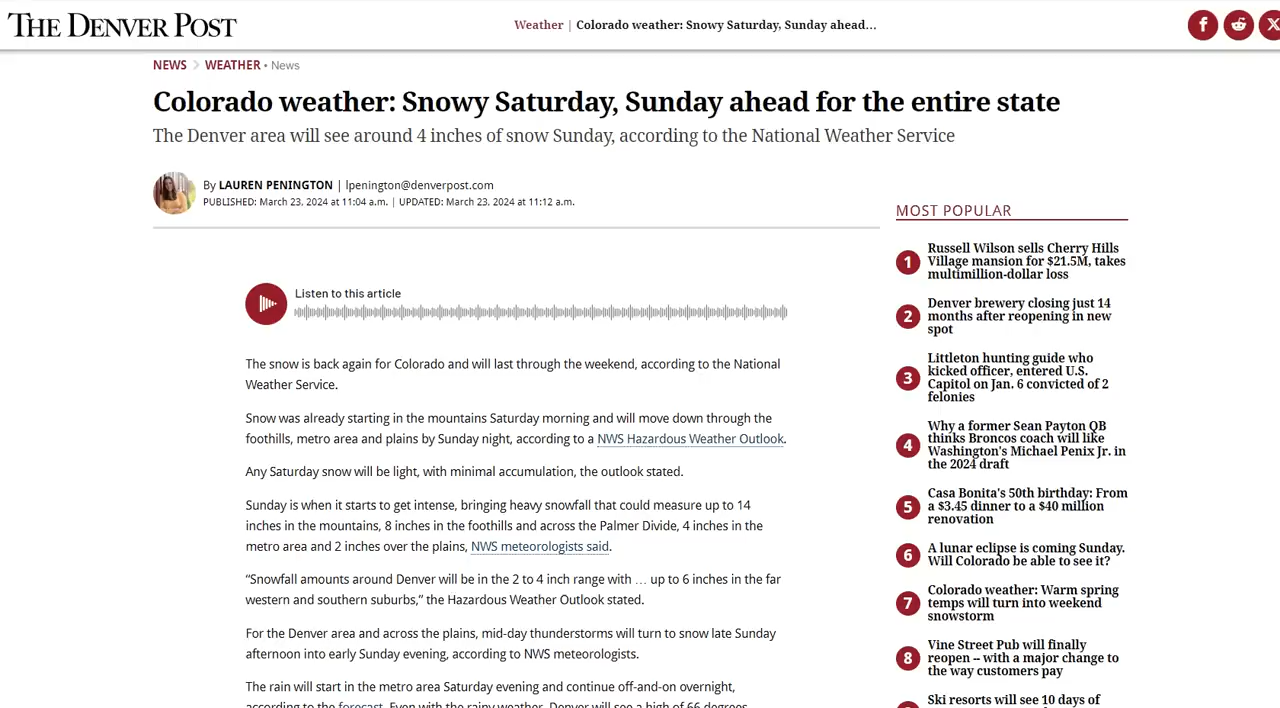 THE DENVER POST
Weather | Colorado weather: Snowy Saturday, Sunday ahead...
NEWS > WEATHER • News
Colorado weather: Snowy Saturday, Sunday ahead for the entire state
The Denver area will see around 4 inches of snow Sunday, according to the National Weather Service
By LAUREN PENINGTON | lpenington@denverpost.com
PUBLISHED: March 23, 2024 at 11:04 a.m. | UPDATED: March 23, 2024 at 11:12 a.m.
Listen to this article
The snow is back again for Colorado and will last through the weekend, according to the National
Weather Service.
Snow was already starting in the mountains Saturday morning and will move down through the
foothills, metro area and plains by Sunday night, according to a NWS Hazardous Weather Outlook.
Any Saturday snow will be light, with minimal accumulation, the outlook stated.
Sunday is when it starts to get intense, bringing heavy snowfall that could measure up to 14
inches in the mountains, 8 inches in the foothills and across the Palmer Divide, 4 inches in the
metro area and 2 inches over the plains, NWS meteorologists said.
“Snowfall amounts around Denver will be in the 2 to 4 inch range with … up to 6 inches in the far
western and southern suburbs,” the Hazardous Weather Outlook stated.
For the Denver area and across the plains, mid-day thunderstorms will turn to snow late Sunday
afternoon into early Sunday evening, according to NWS meteorologists.
The rain will start in the metro area Saturday evening and continue off-and-on overnight,
according to the forecast. Even with the rainy weather, Denver will see a high of 66 degrees
MOST POPULAR
1 Russell Wilson sells Cherry Hills
Village mansion for $21.5M, takes
multimillion-dollar loss
2 Denver brewery closing just 14
months after reopening in new
spot
3 Littleton hunting guide who
kicked officer, entered U.S.
Capitol on Jan. 6 convicted of 2
felonies
4 Why a former Sean Payton QB
thinks Broncos coach will like
Washington's Michael Penix Jr. in
the 2024 draft
5 Casa Bonita's 50th birthday: From
a $3.45 dinner to a $40 million
renovation
6 A lunar eclipse is coming Sunday.
Will Colorado be able to see it?
7 Colorado weather: Warm spring
temps will turn into weekend
snowstorm
8 Vine Street Pub will finally
reopen -- with a major change to
the way customers pay
Ski resorts will see 10 days of